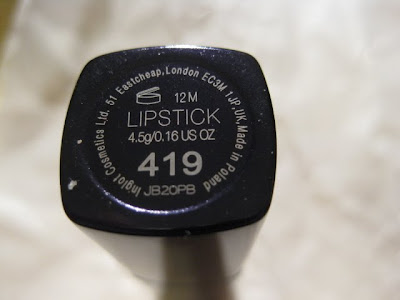 Inglot Cosmetics Ltd. 51 Eastcheap, London EC3M 1JP, UK, Made in Poland
12M
LIPSTICK
4.5g/0.16 US OZ
419
JB20PB